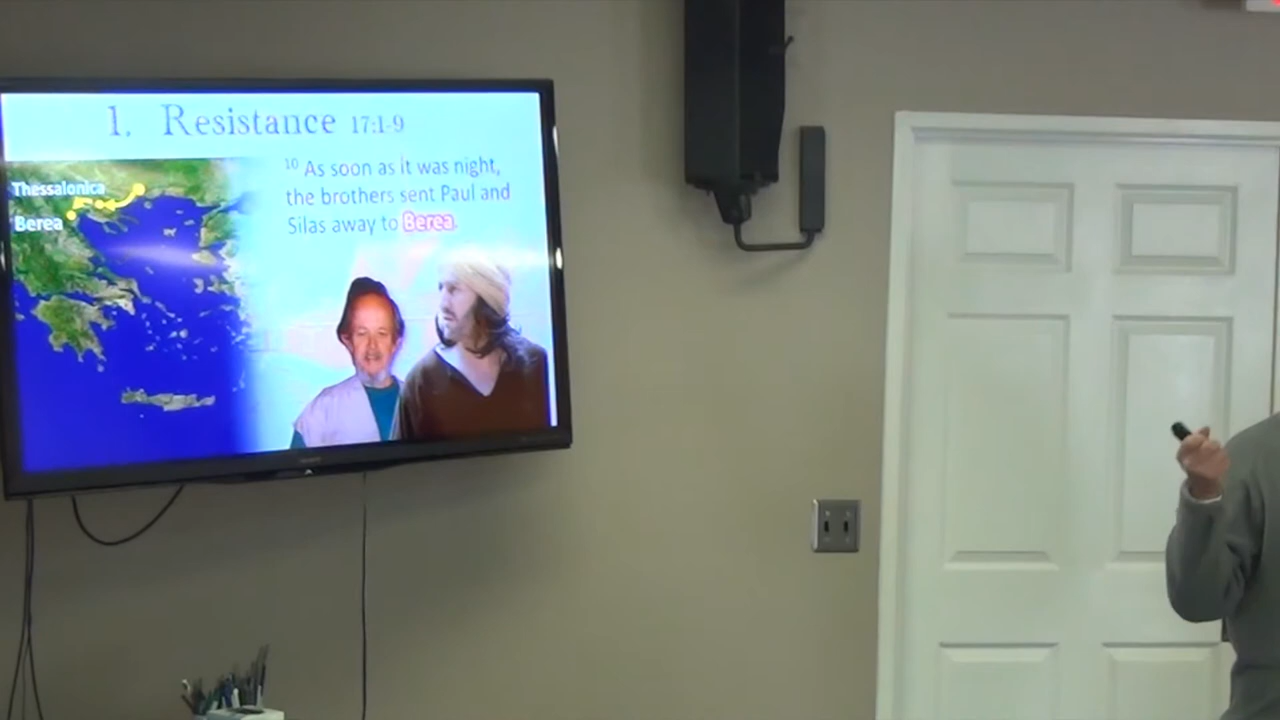 1. Resistance 17:1-9
Thessalonica
Berea
10 As soon as it was night,
the brothers sent Paul and
Silas away to Berea.